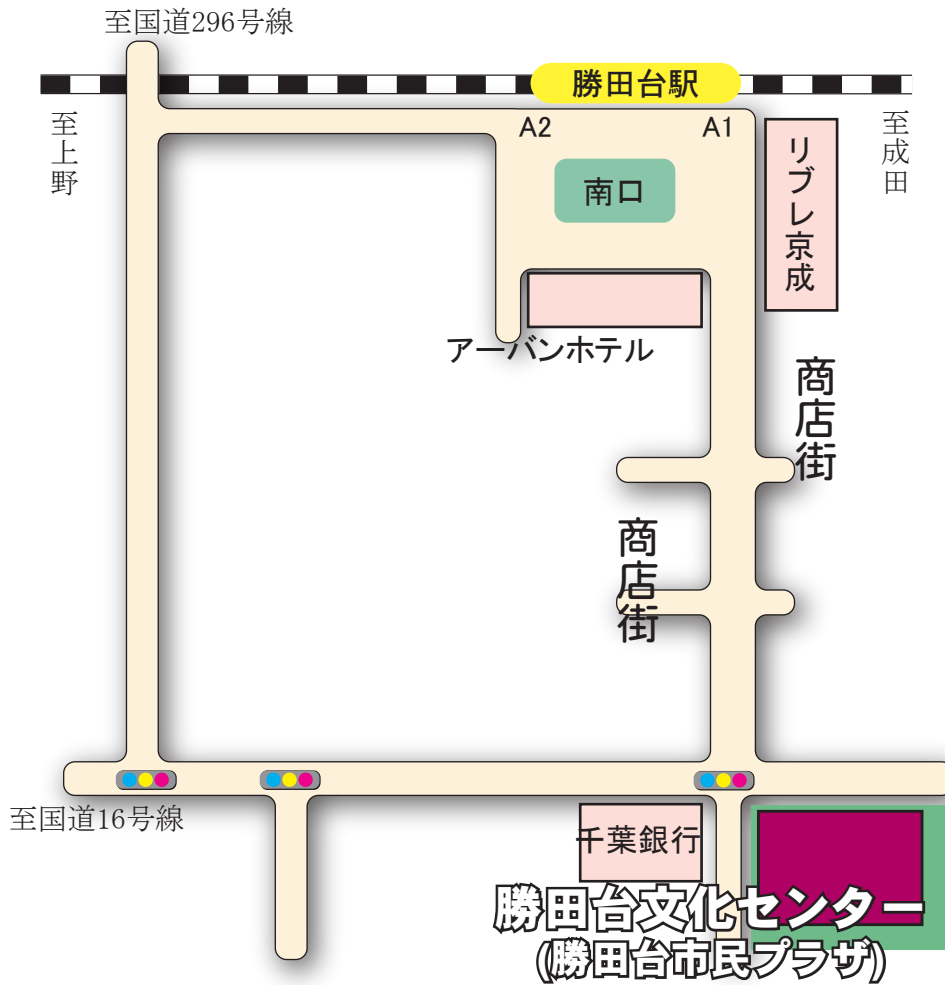 至国道296号線
勝田台駅
至上野
A2
A1
至成田
リブレ京成
南口
アーバンホテル
商店街
商店街
至国道16号線
千葉銀行
勝田台文化センター
(勝田台市民プラザ)